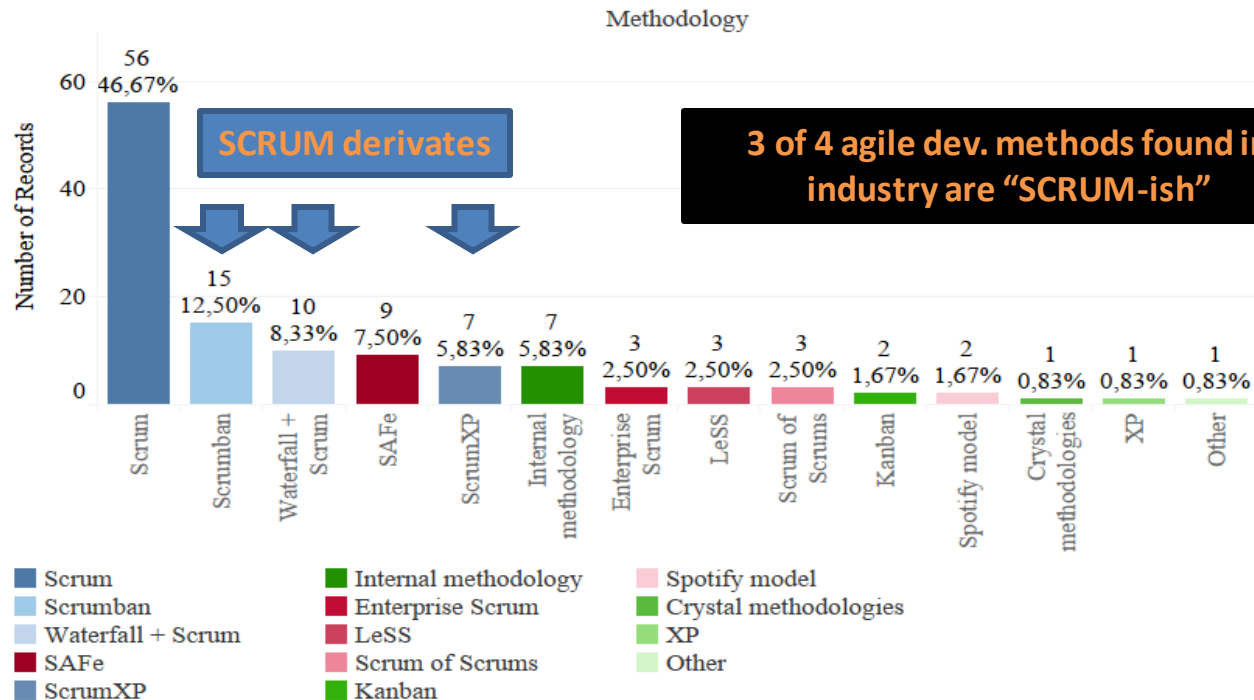 Methodology
56
46,67%
60
SCRUM derivates
3 of 4 agile dev. methods found in
industry are “SCRUM-ish”
Number of Records
40
20
0
15
12,50%
10
8,33%
9
7,50%
7
5,83%
7
5,83%
3
2,50%
3
2,50%
3
2,50%
2
1,67%
2
1,67%
1
0,83%
1
0,83%
1
0,83%
Scrum
Scrumban
Waterfall +
Scrum
SAFe
ScrumXP
Internal
methodology
Enterprise
Scrum
LeSS
Scrum of
Scrums
Kanban
Spotify model
Crystal
methodologies
XP
Other
Scrum
Scrumban
Waterfall + Scrum
SAFe
ScrumXP
Internal methodology
Enterprise Scrum
LeSS
Scrum of Scrums
Kanban
Spotify model
Crystal methodologies
XP
Other